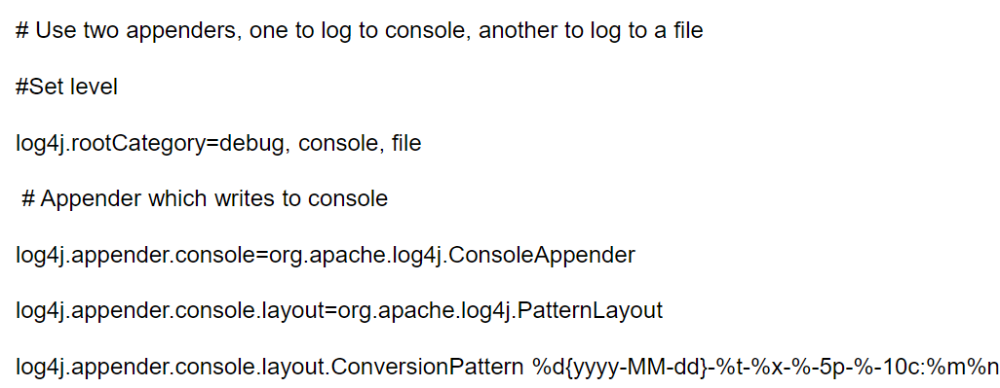 # Use two appenders, one to log to console, another to log to a file
#Set level
log4j.rootCategory=debug, console, file
# Appender which writes to console
log4j.appender.console=org.apache.log4j.ConsoleAppender
log4j.appender.console.layout=org.apache.log4j.PatternLayout
log4j.appender.console.layout.ConversionPattern %d{yyyy-MM-dd}-%t-%x-%-5p-%-10c:%m%n